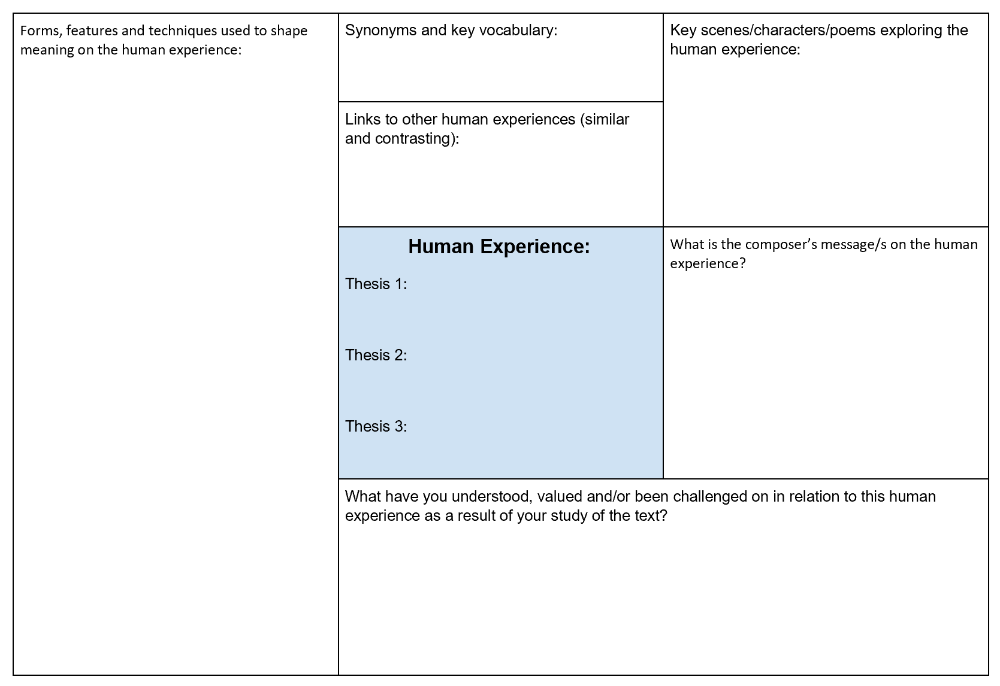 Forms, features and techniques used to shape
meaning on the human experience:
Synonyms and key vocabulary:
Links to other human experiences (similar
and contrasting):
Key scenes/characters/poems exploring the
human experience:
Human Experience:
Thesis 1:
Thesis 2:
Thesis 3:
What is the composer’s message/s on the human
experience?
What have you understood, valued and/or been challenged on in relation to this human
experience as a result of your study of the text?